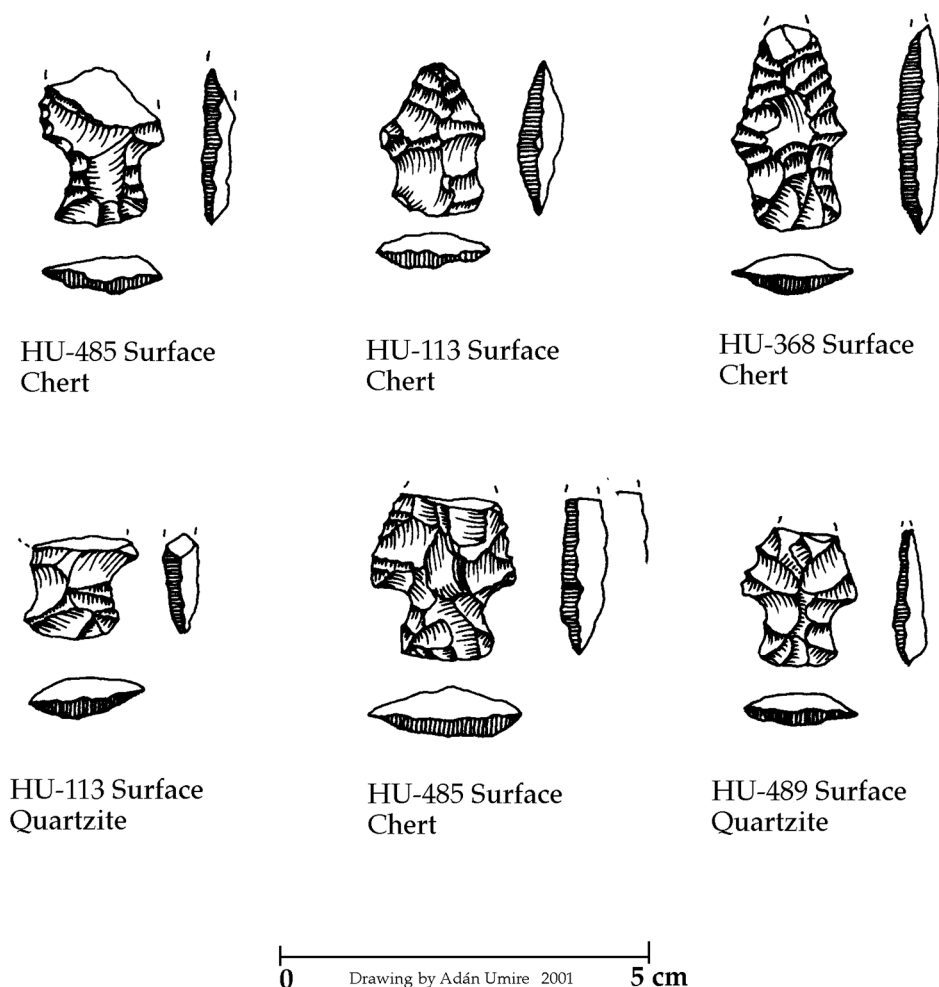 HU-485 Surface
Chert
HU-113 Surface
Chert
HU-368 Surface
Chert
HU-113 Surface
Quartzite
HU-485 Surface
Chert
HU-489 Surface
Quartzite
0 Drawing by Adán Umire 2001 5 cm